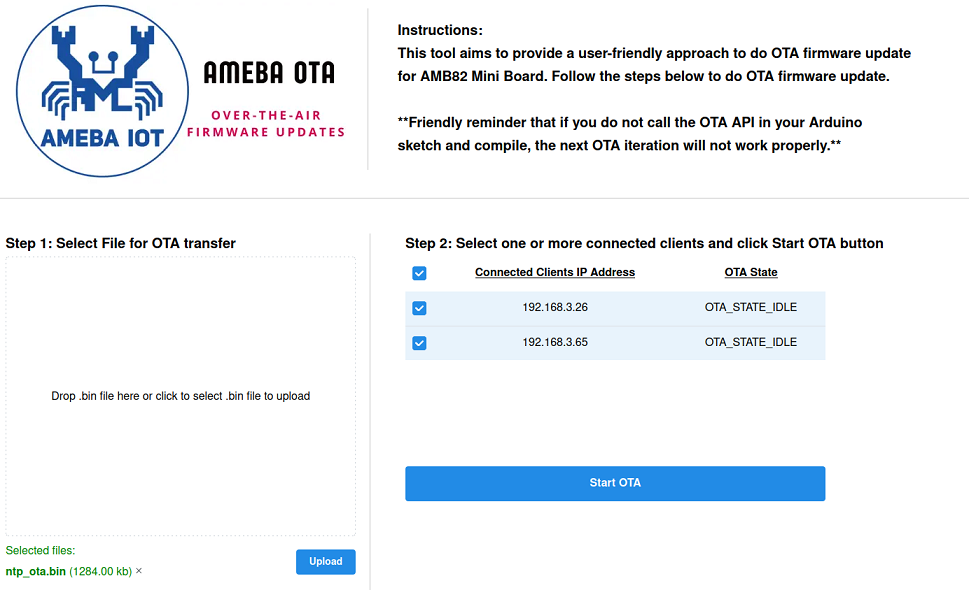 AMEBA IOT
AMEBA OTA
OVER-THE-AIR
FIRMWARE UPDATES
Instructions:
This tool aims to provide a user-friendly approach to do OTA firmware update
for AMB82 Mini Board. Follow the steps below to do OTA firmware update.
**Friendly reminder that if you do not call the OTA API in your Arduino
sketch and compile, the next OTA iteration will not work properly.**
Step 1: Select File for OTA transfer
Drop .bin file here or click to select .bin file to upload
Selected files:
ntp_ota.bin (1284.00 kb) ×
Upload
Step 2: Select one or more connected clients and click Start OTA button
Connected Clients IP Address OTA State
192.168.3.26 OTA_STATE_IDLE
192.168.3.65 OTA_STATE_IDLE
Start OTA